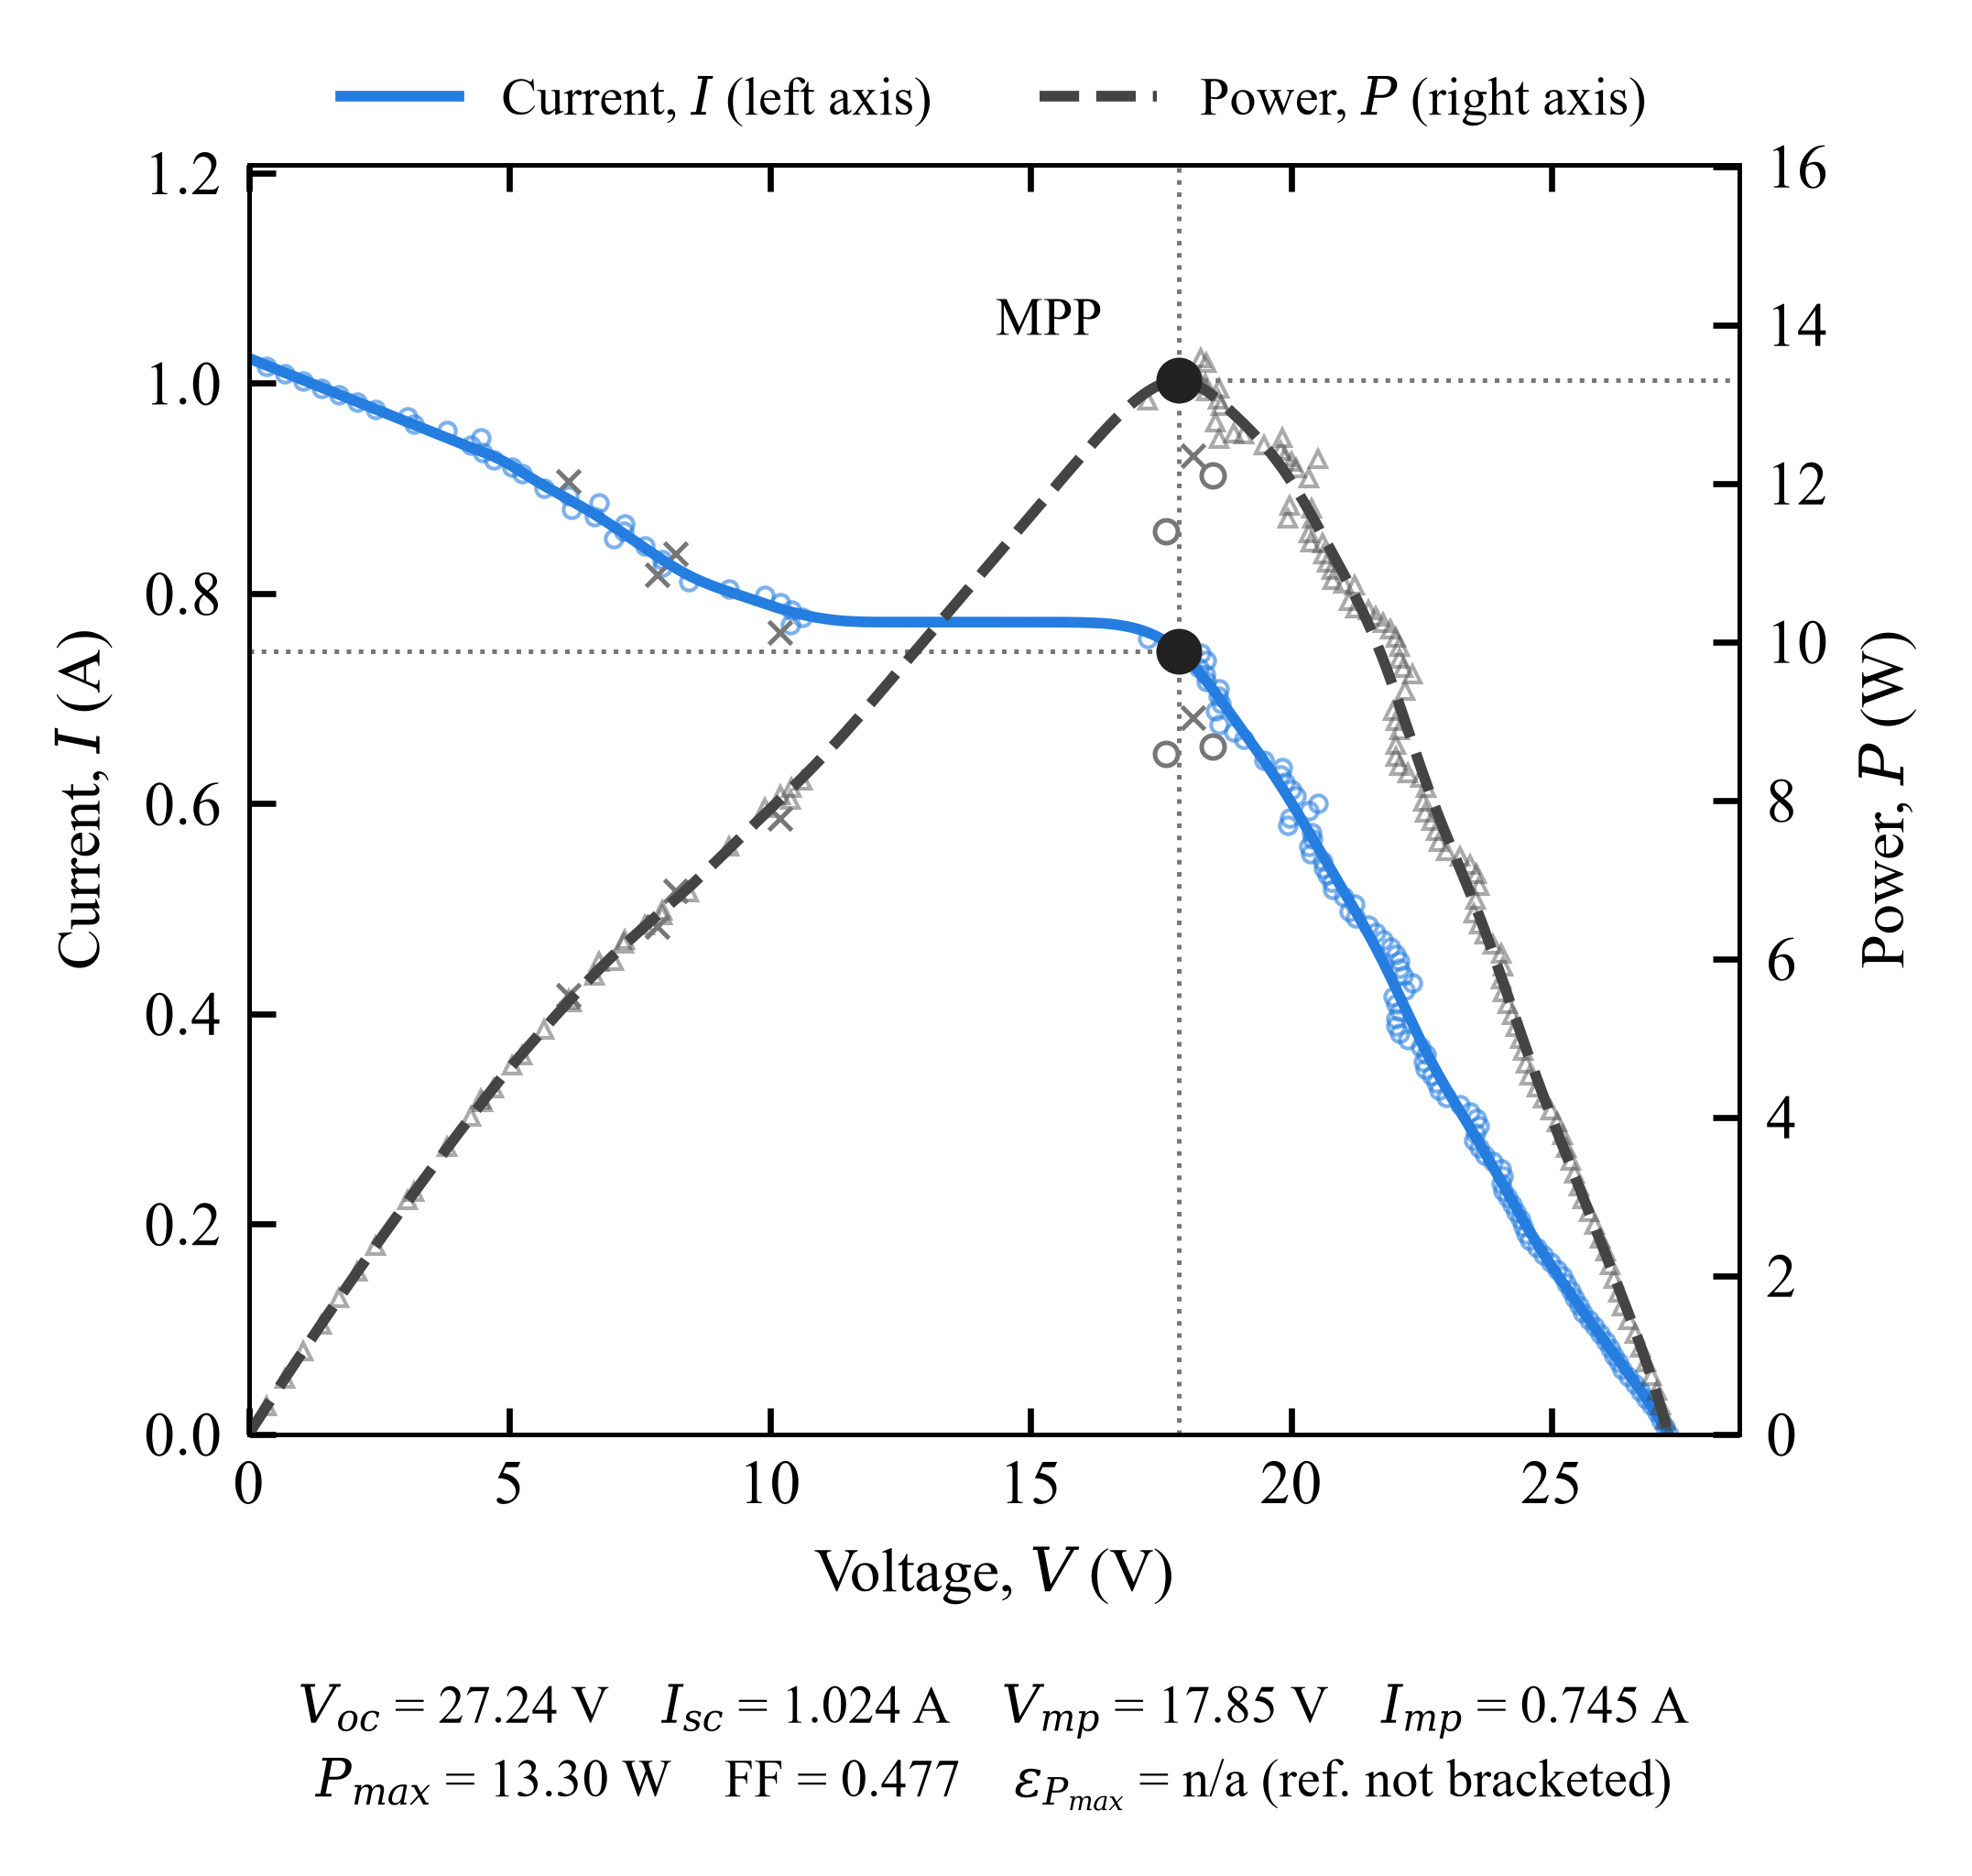 Current, I (left axis) Power, P (right axis)
1.2
1.0
0.8
0.6
0.4
0.2
0.0
Current, I (A)
MPP
16
14
12
10
8
6
4
2
0
Power, P (W)
0 5 10 15 20 25
Voltage, V (V)
V_oc = 27.24 V I_sc = 1.024 A V_mp = 17.85 V I_mp = 0.745 A
P_max = 13.30 W FF = 0.477 ε_P_max = n/a (ref. not bracketed)